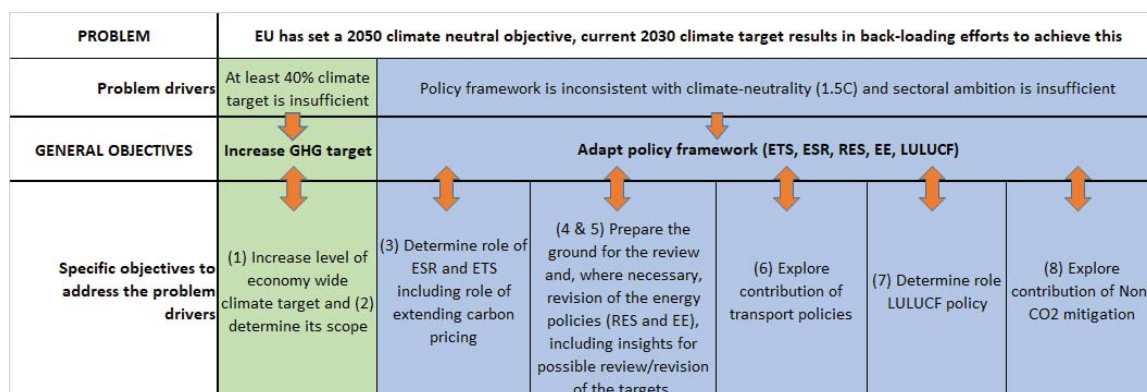 PROBLEM
EU has set a 2050 climate neutral objective, current 2030 climate target results in back-loading efforts to achieve this
Problem drivers
At least 40% climate
target is insufficient
Policy framework is inconsistent with climate-neutrality (1.5C) and sectoral ambition is insufficient
GENERAL OBJECTIVES
Increase GHG target
Adapt policy framework (ETS, ESR, RES, EE, LULUCF)
Specific objectives to
address the problem
drivers
(1) Increase level of
economy wide
climate target and (2)
determine its scope
(3) Determine role of
ESR and ETS
including role of
extending carbon
pricing
(4 & 5) Prepare the
ground for the review
and, where necessary,
revision of the energy
policies (RES and EE),
including insights for
possible review/revision
of the targets
(6) Explore
contribution of
transport policies
(7) Determine role
LULUCF policy
(8) Explore
contribution of Non
CO2 mitigation